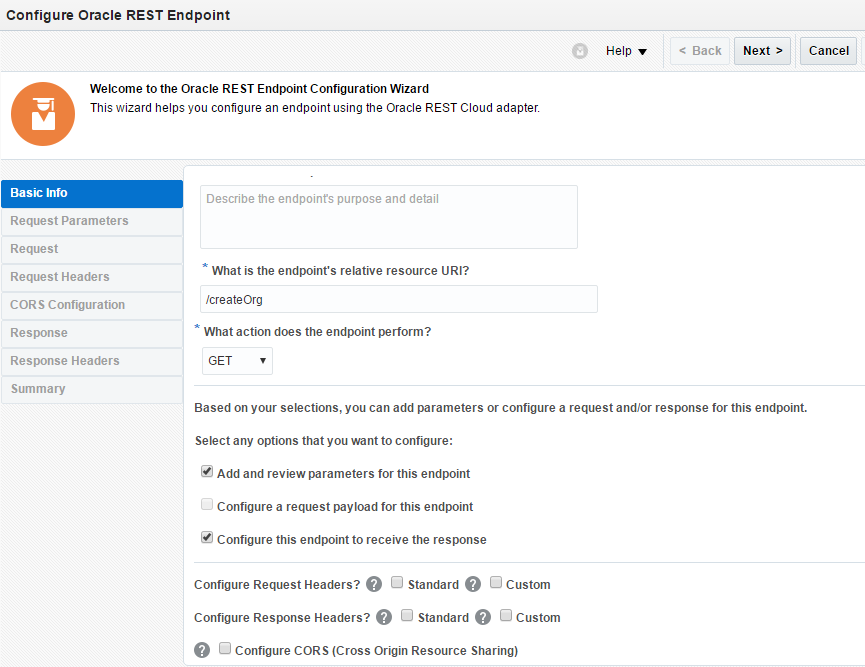 Configure Oracle REST Endpoint
Help
< Back
Next >
Cancel
Welcome to the Oracle REST Endpoint Configuration Wizard
This wizard helps you configure an endpoint using the Oracle REST Cloud adapter.
Basic Info
Request Parameters
Request
Request Headers
CORS Configuration
Response
Response Headers
Summary
Describe the endpoint's purpose and detail
* What is the endpoint's relative resource URI?
/createOrg
* What action does the endpoint perform?
GET
Based on your selections, you can add parameters or configure a request and/or response for this endpoint.
Select any options that you want to configure:
Add and review parameters for this endpoint
Configure a request payload for this endpoint
Configure this endpoint to receive the response
Configure Request Headers? ? Standard ? Custom
Configure Response Headers? ? Standard ? Custom
? Configure CORS (Cross Origin Resource Sharing)